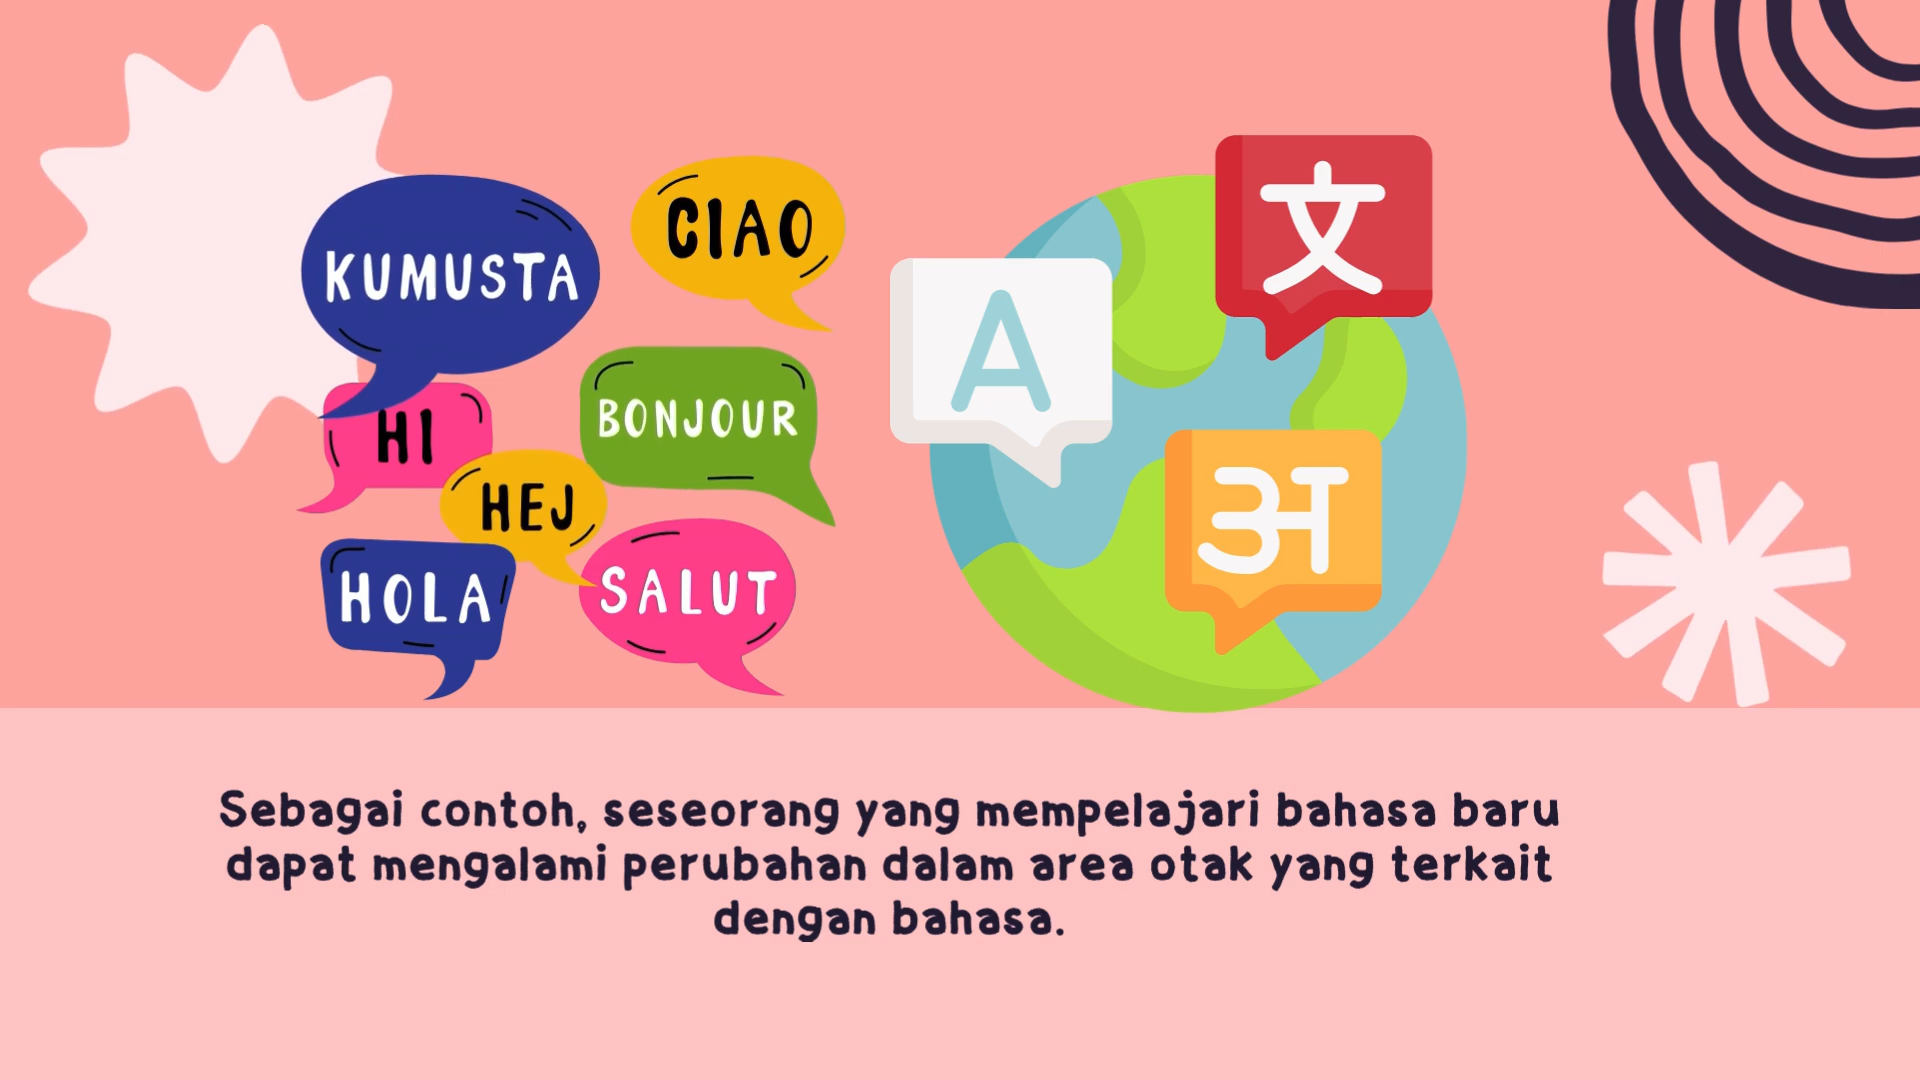 KUMUSTA
CIAO
HI
BONJOUR
HEJ
HOLA
SALUT
A
文
अ
Sebagai contoh, seseorang yang mempelajari bahasa baru
dapat mengalami perubahan dalam area otak yang terkait
dengan bahasa.